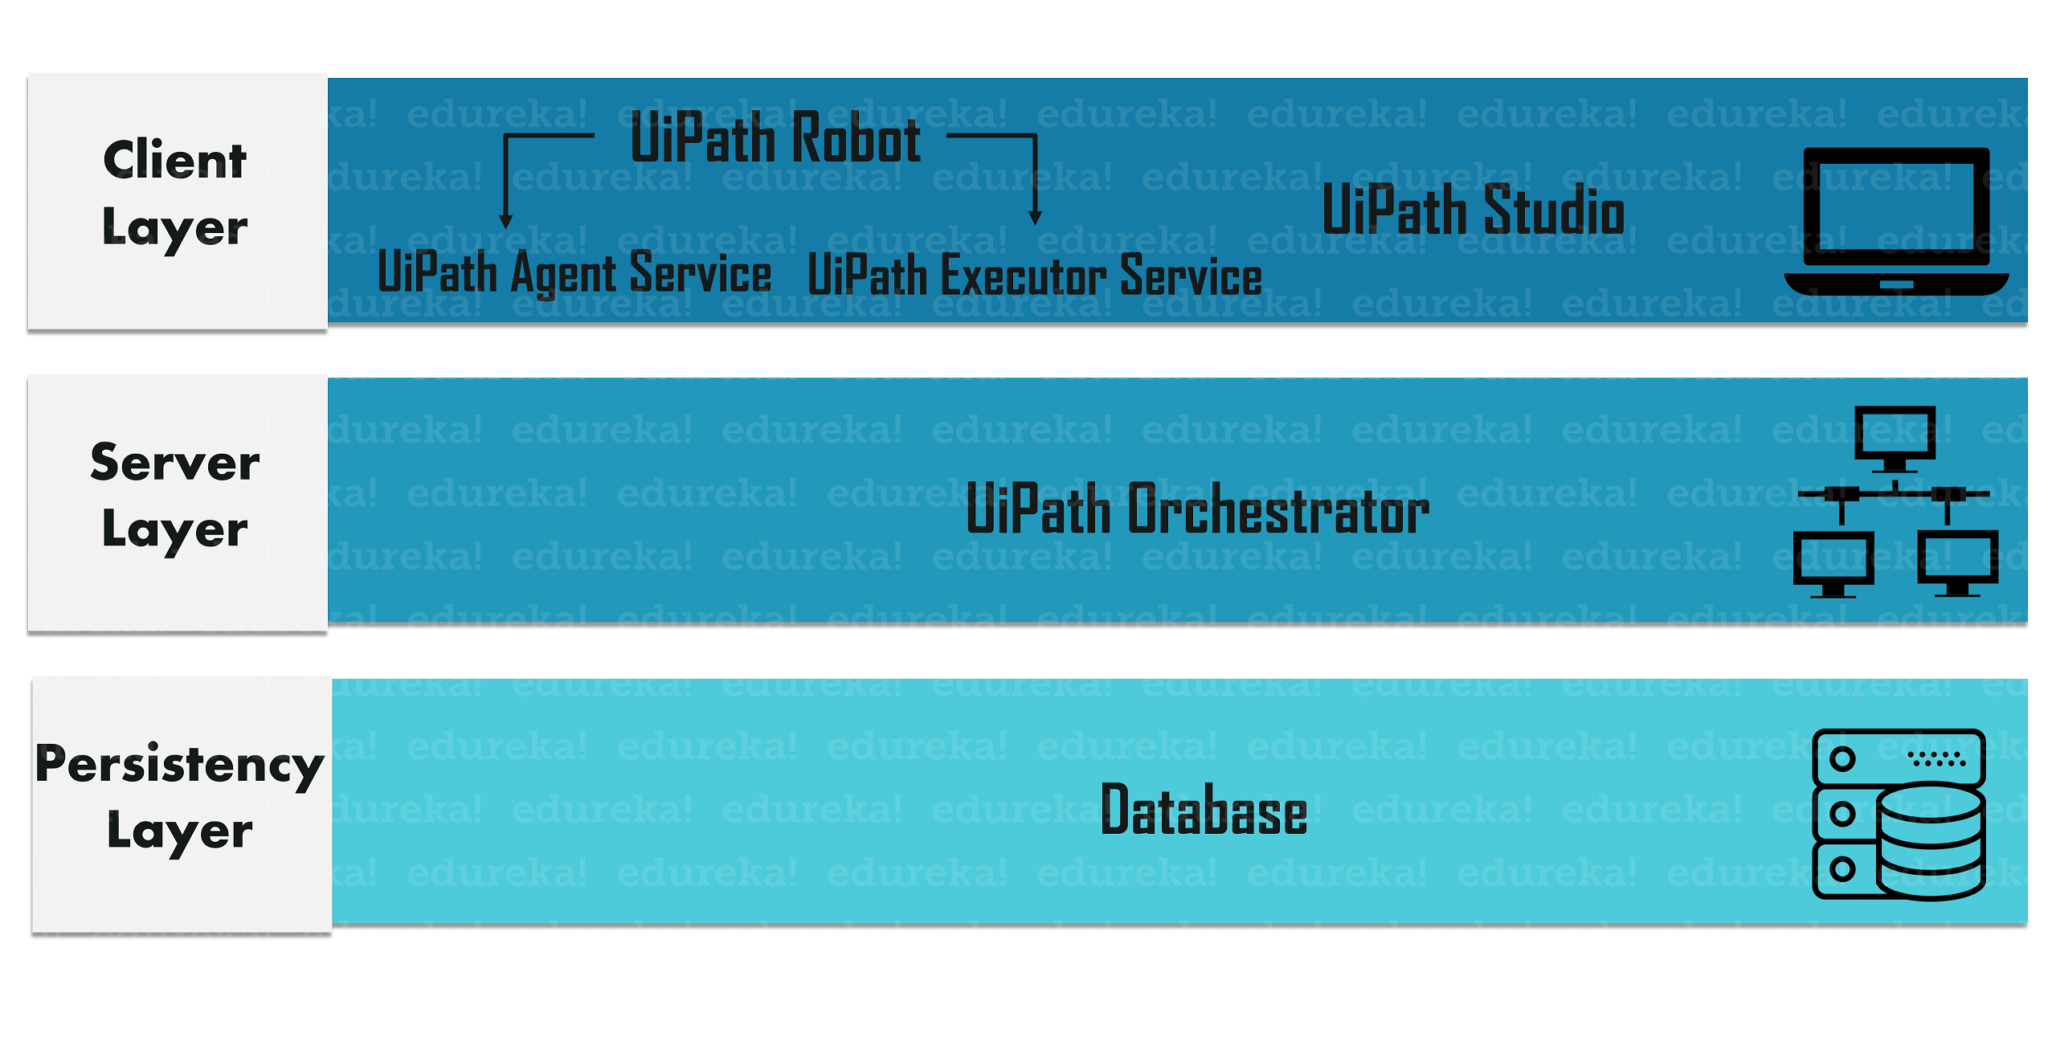 Client
Layer
UiPath Robot
UiPath Agent Service
UiPath Executor Service
UiPath Studio
Server
Layer
UiPath Orchestrator
Persistency
Layer
Database
edureka!